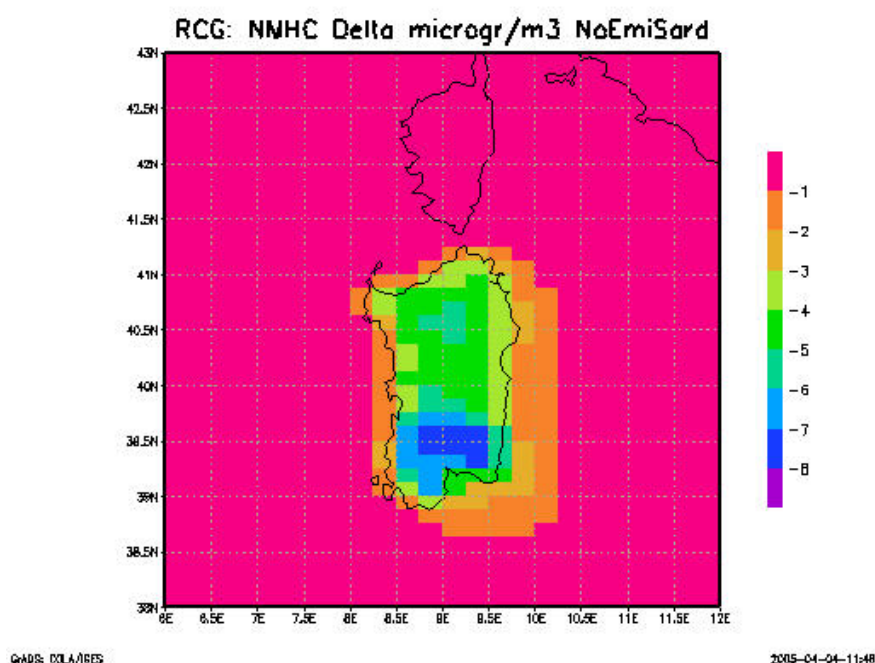 RCG: NMHC Delta microgr/m3 NoEmiSard
43N
42.5N
42N
41.5N
41N
40.5N
40N
39.5N
39N
38.5N
38N
6E 6.5E 7E 7.5E 8E 8.5E 9E 9.5E 10E 10.5E 11E 11.5E 12E
-1
-2
-3
-4
-5
-6
-7
-8
GrADS: COLA/IGES
2005-04-04-11:48